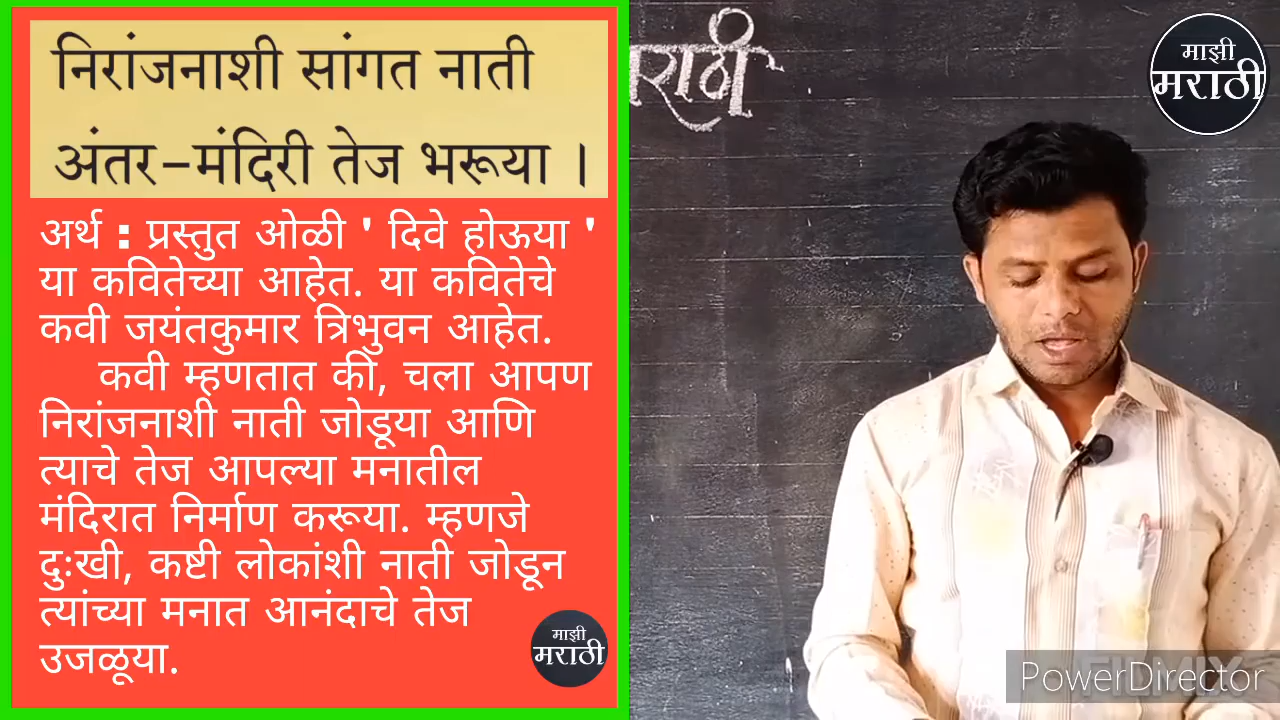 निरांजनाशी सांगत नाती
अंतर–मंदिरी तेज भरूया ।
अर्थ : प्रस्तुत ओळी ' दिवे होऊया '
या कवितेच्या आहेत. या कवितेचे
कवी जयंतकुमार त्रिभुवन आहेत.
कवी म्हणतात की, चला आपण
निरांजनाशी नाती जोडूया आणि
त्याचे तेज आपल्या मनातील
मंदिरात निर्माण करूया. म्हणजे
दुःखी, कष्टी लोकांशी नाती जोडून
त्यांच्या मनात आनंदाचे तेज
उजळूया.
माझी
मराठी
मराठी
माझी
मराठी
PowerDirector